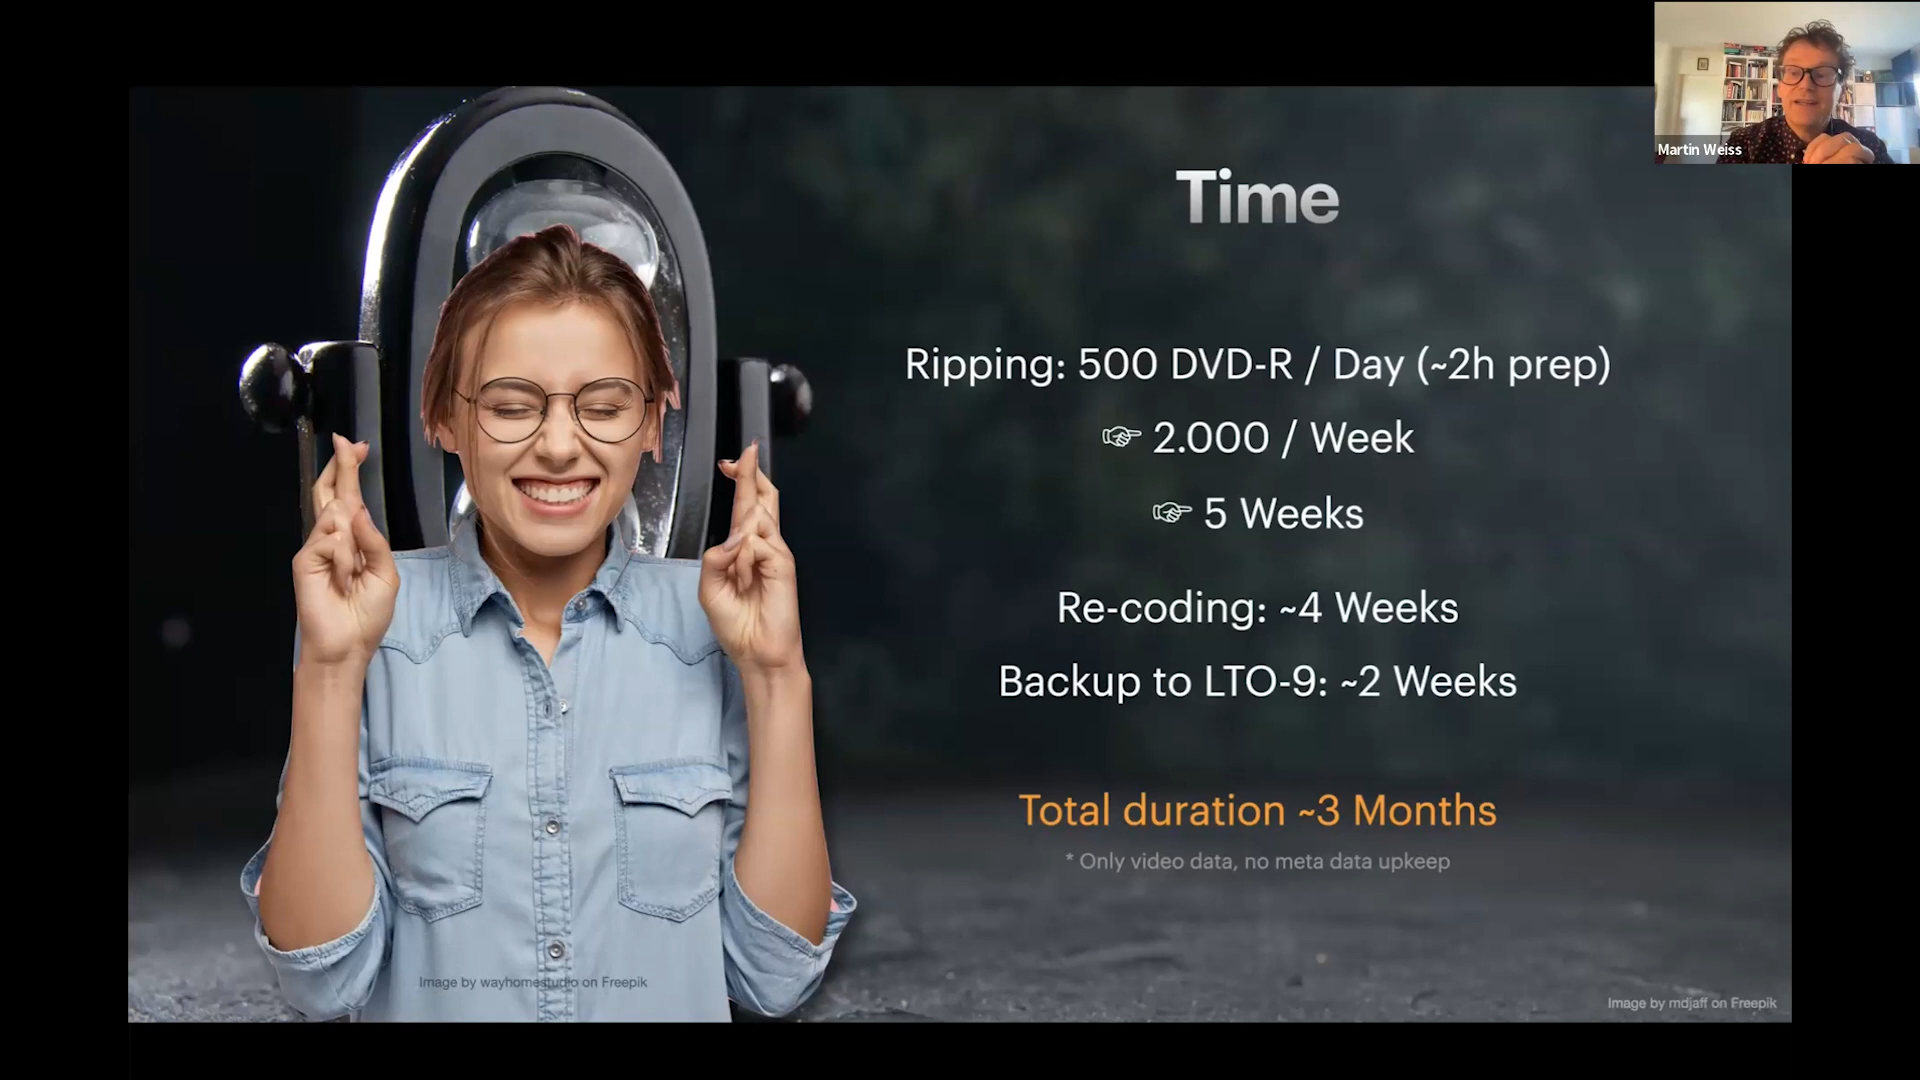 Martin Weiss
Time
Ripping: 500 DVD-R / Day (~2h prep)
☞ 2.000 / Week
☞ 5 Weeks
Re-coding: ~4 Weeks
Backup to LTO-9: ~2 Weeks
Total duration ~3 Months
* Only video data, no meta data upkeep
Image by wayhomestudio on Freepik
Image by mdjaff on Freepik